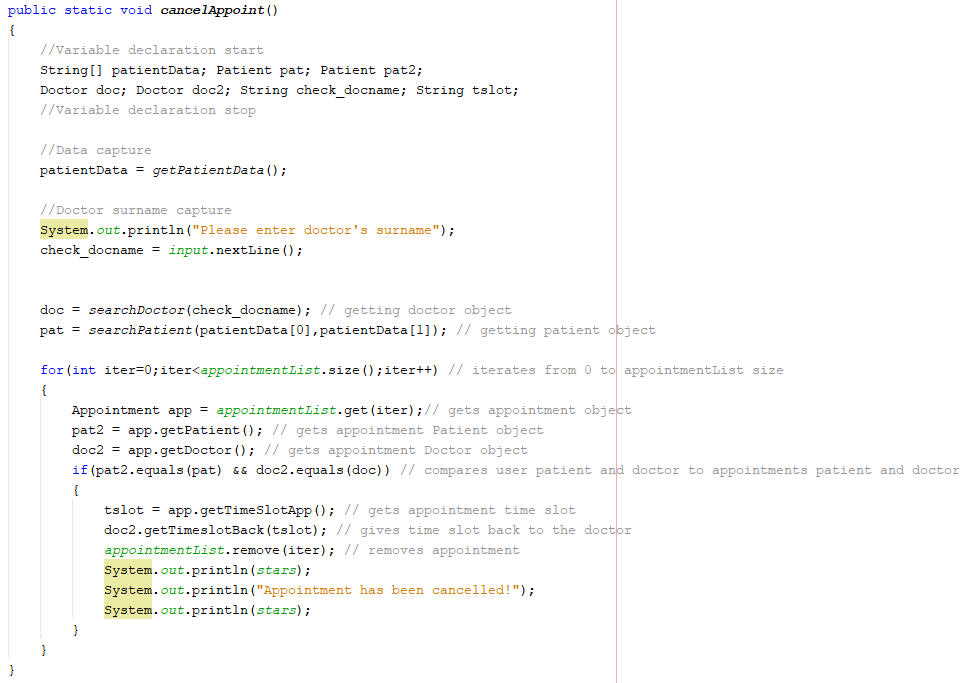 public static void cancelAppoint()
{
//Variable declaration start
String[] patientData; Patient pat; Patient pat2;
Doctor doc; Doctor doc2; String check_docname; String tslot;
//Variable declaration stop
//Data capture
patientData = getPatientData();
//Doctor surname capture
System.out.println("Please enter doctor's surname");
check_docname = input.nextLine();
doc = searchDoctor(check_docname); // getting doctor object
pat = searchPatient(patientData[0],patientData[1]); // getting patient object
for(int iter=0;iter<appointmentList.size();iter++) // iterates from 0 to appointmentList size
{
Appointment app = appointmentList.get(iter);// gets appointment object
pat2 = app.getPatient(); // gets appointment Patient object
doc2 = app.getDoctor(); // gets appointment Doctor object
if(pat2.equals(pat) && doc2.equals(doc)) // compares user patient and doctor to appointments patient and doctor
{
tslot = app.getTimeSlotApp(); // gets appointment time slot
doc2.getTimeslotBack(tslot); // gives time slot back to the doctor
appointmentList.remove(iter); // removes appointment
System.out.println(stars);
System.out.println("Appointment has been cancelled!");
System.out.println(stars);
}
}
}